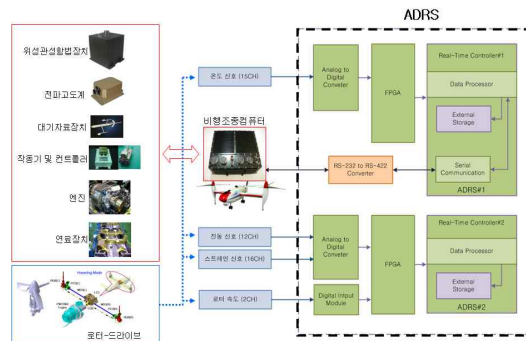 ADRS
위성관성항법장치
전파고도계
대기자료장치
작동기 및 컨트롤러
엔진
연료장치
로터-드라이브
비행조종컴퓨터
온도 신호 (15CH)
진동 신호 (12CH)
스트레인 신호 (16CH)
로터 속도 (2CH)
Analog to
Digital
Conveter
FPGA
Real-Time Controller#1
Data Processor
External
Storage
Serial
Communication
ADRS#1
RS-232 to RS-422
Converter
Analog to
Digital
Conveter
Digital Intput
Module
FPGA
Real-Time Controller#2
Data Processor
External
Storage
ADRS#2